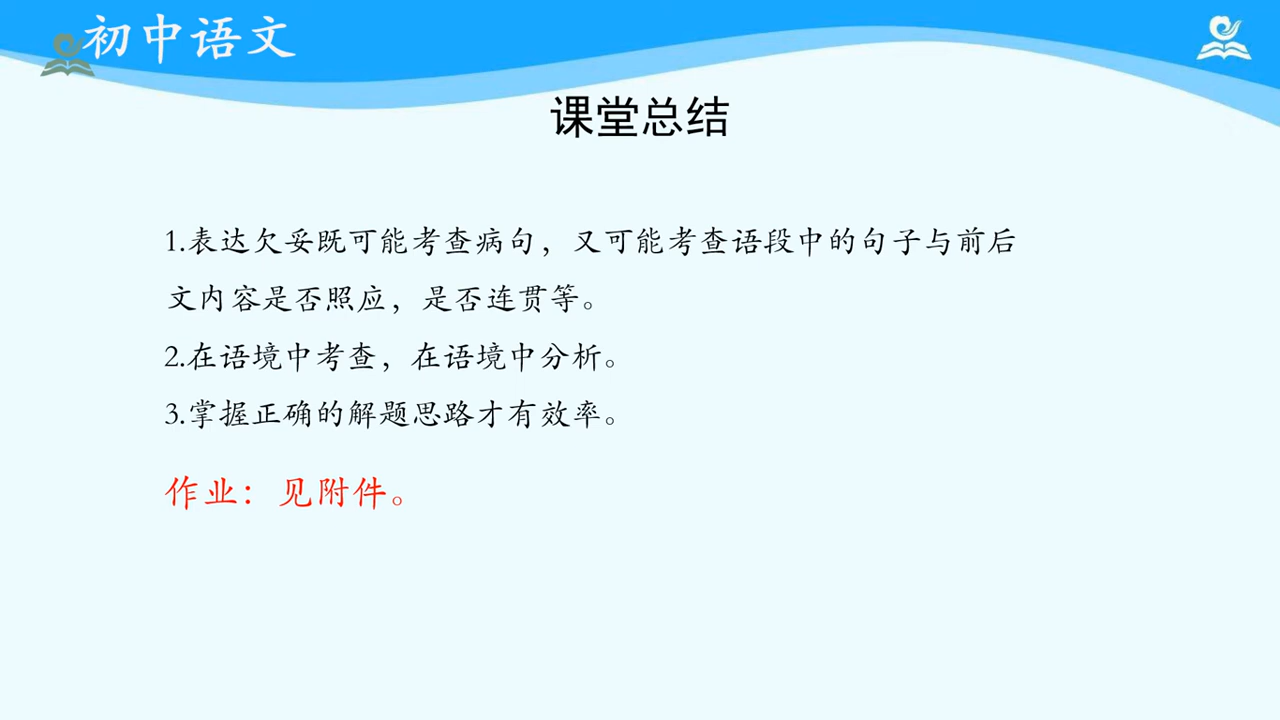 初中语文
课堂总结
1.表达欠妥既可能考查病句，又可能考查语段中的句子与前后
文内容是否照应，是否连贯等。
2.在语境中考查，在语境中分析。
3.掌握正确的解题思路才有效率。
作业：见附件。